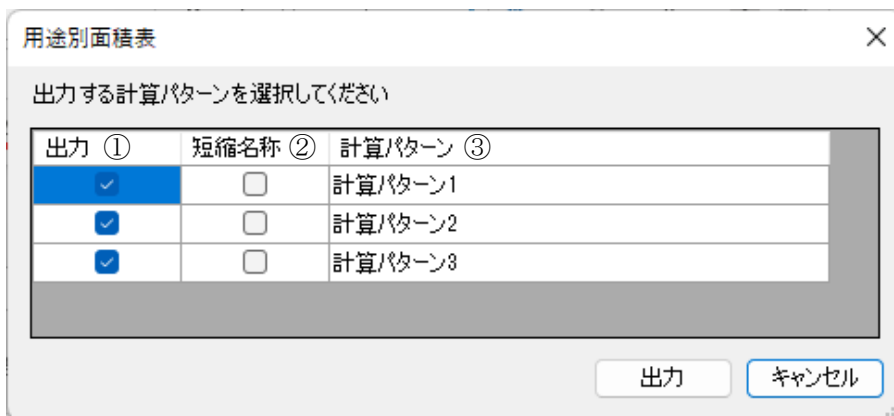 用途別面積表
出力する計算パターンを選択してください
出力 ① 短縮名称 ② 計算パターン ③
計算パターン1
計算パターン2
計算パターン3
出力 キャンセル